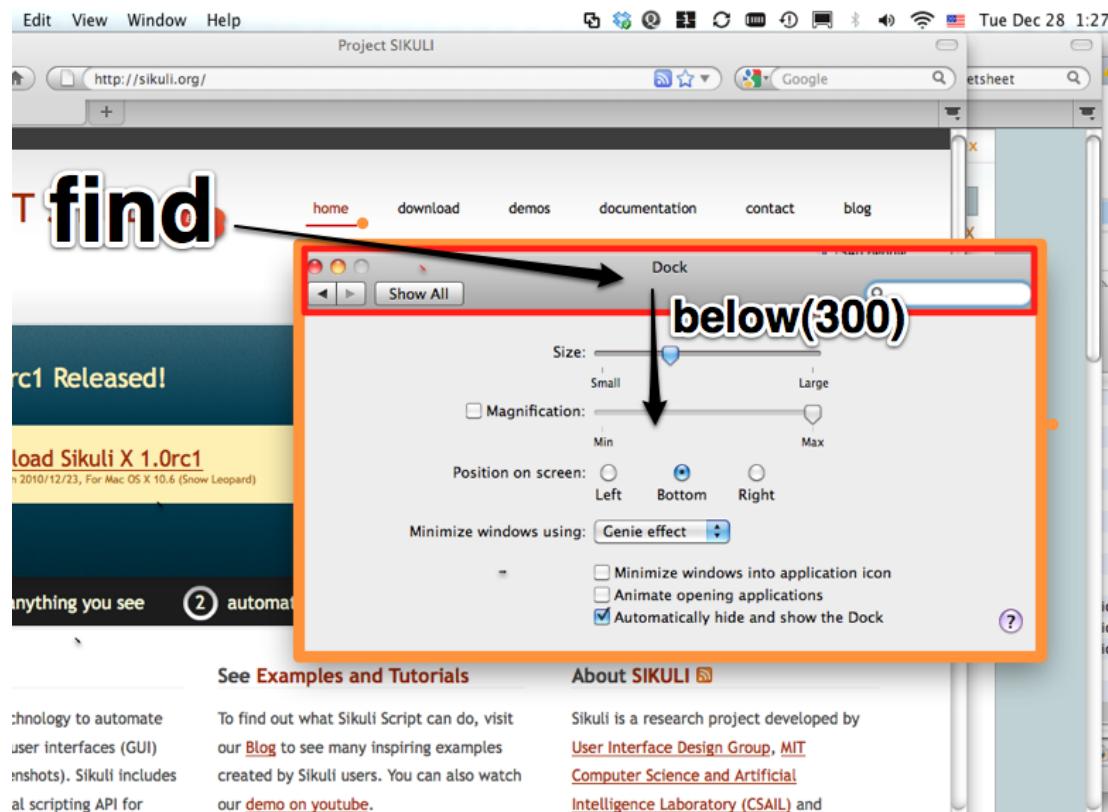 Edit View Window Help Tue Dec 28 1:27
Project SIKULI
http://sikuli.org/ Google etsheet
+
x
T S find
home download demos documentation contact blog
X
Dock
Show All
below(300)
Size:
Small Large
Magnification:
Min Max
Position on screen:
Left Bottom Right
Minimize windows using: Genie effect
Minimize windows into application icon
Animate opening applications
Automatically hide and show the Dock
?
rc1 Released!
load Sikuli X 1.0rc1
n 2010/12/23, For Mac OS X 10.6 (Snow Leopard)
anything you see 2 automat
See Examples and Tutorials
About SIKULI
chnology to automate
user interfaces (GUI)
enshots). Sikuli includes
al scripting API for
To find out what Sikuli Script can do, visit
our Blog to see many inspiring examples
created by Sikuli users. You can also watch
our demo on youtube.
Sikuli is a research project developed by
User Interface Design Group, MIT
Computer Science and Artificial
Intelligence Laboratory (CSAIL) and